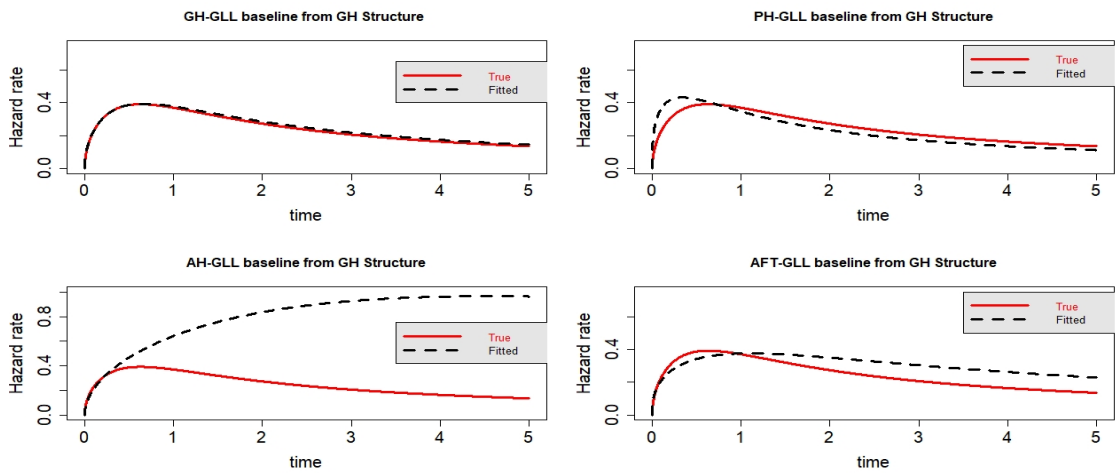 GH-GLL baseline from GH Structure
Hazard rate
0.4
0.0
True
Fitted
0 1 2 3 4 5
time
PH-GLL baseline from GH Structure
Hazard rate
0.4
0.0
True
Fitted
0 1 2 3 4 5
time
AH-GLL baseline from GH Structure
Hazard rate
0.8
0.4
0.0
True
Fitted
0 1 2 3 4 5
time
AFT-GLL baseline from GH Structure
Hazard rate
0.4
0.0
True
Fitted
0 1 2 3 4 5
time